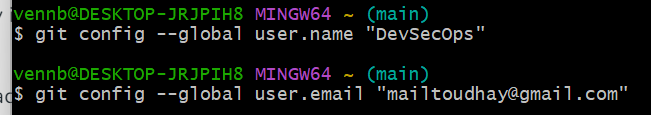 vennb@DESKTOP-JRJPIH8 MINGW64 ~ (main)
$ git config --global user.name "DevSecOps"
vennb@DESKTOP-JRJPIH8 MINGW64 ~ (main)
$ git config --global user.email "mailtoudhay@gmail.com"